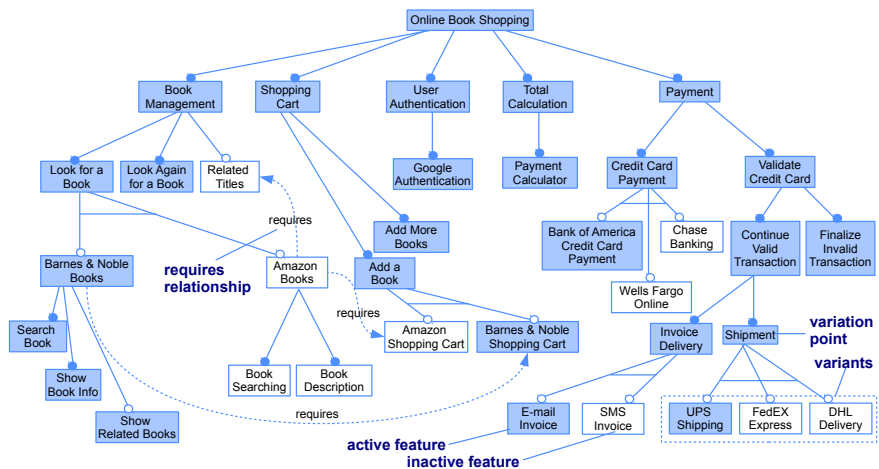 Online Book Shopping
Book
Management
Shopping
Cart
User
Authentication
Total
Calculation
Payment
Look for a
Book
Look Again
for a Book
Related
Titles
Google
Authentication
Payment
Calculator
Credit Card
Payment
Validate
Credit Card
requires
Add More
Books
Bank of America
Credit Card
Payment
Chase
Banking
Continue
Valid
Transaction
Finalize
Invalid
Transaction
Barnes & Noble
Books
requires
relationship
Amazon
Books
Add a
Book
Wells Fargo
Online
requires
Search
Book
Amazon
Shopping Cart
Barnes & Noble
Shopping Cart
Invoice
Delivery
Shipment
variation
point
variants
Show
Book Info
Book
Searching
Book
Description
Show
Related Books
requires
E-mail
Invoice
SMS
Invoice
UPS
Shipping
FedEX
Express
DHL
Delivery
active feature
inactive feature